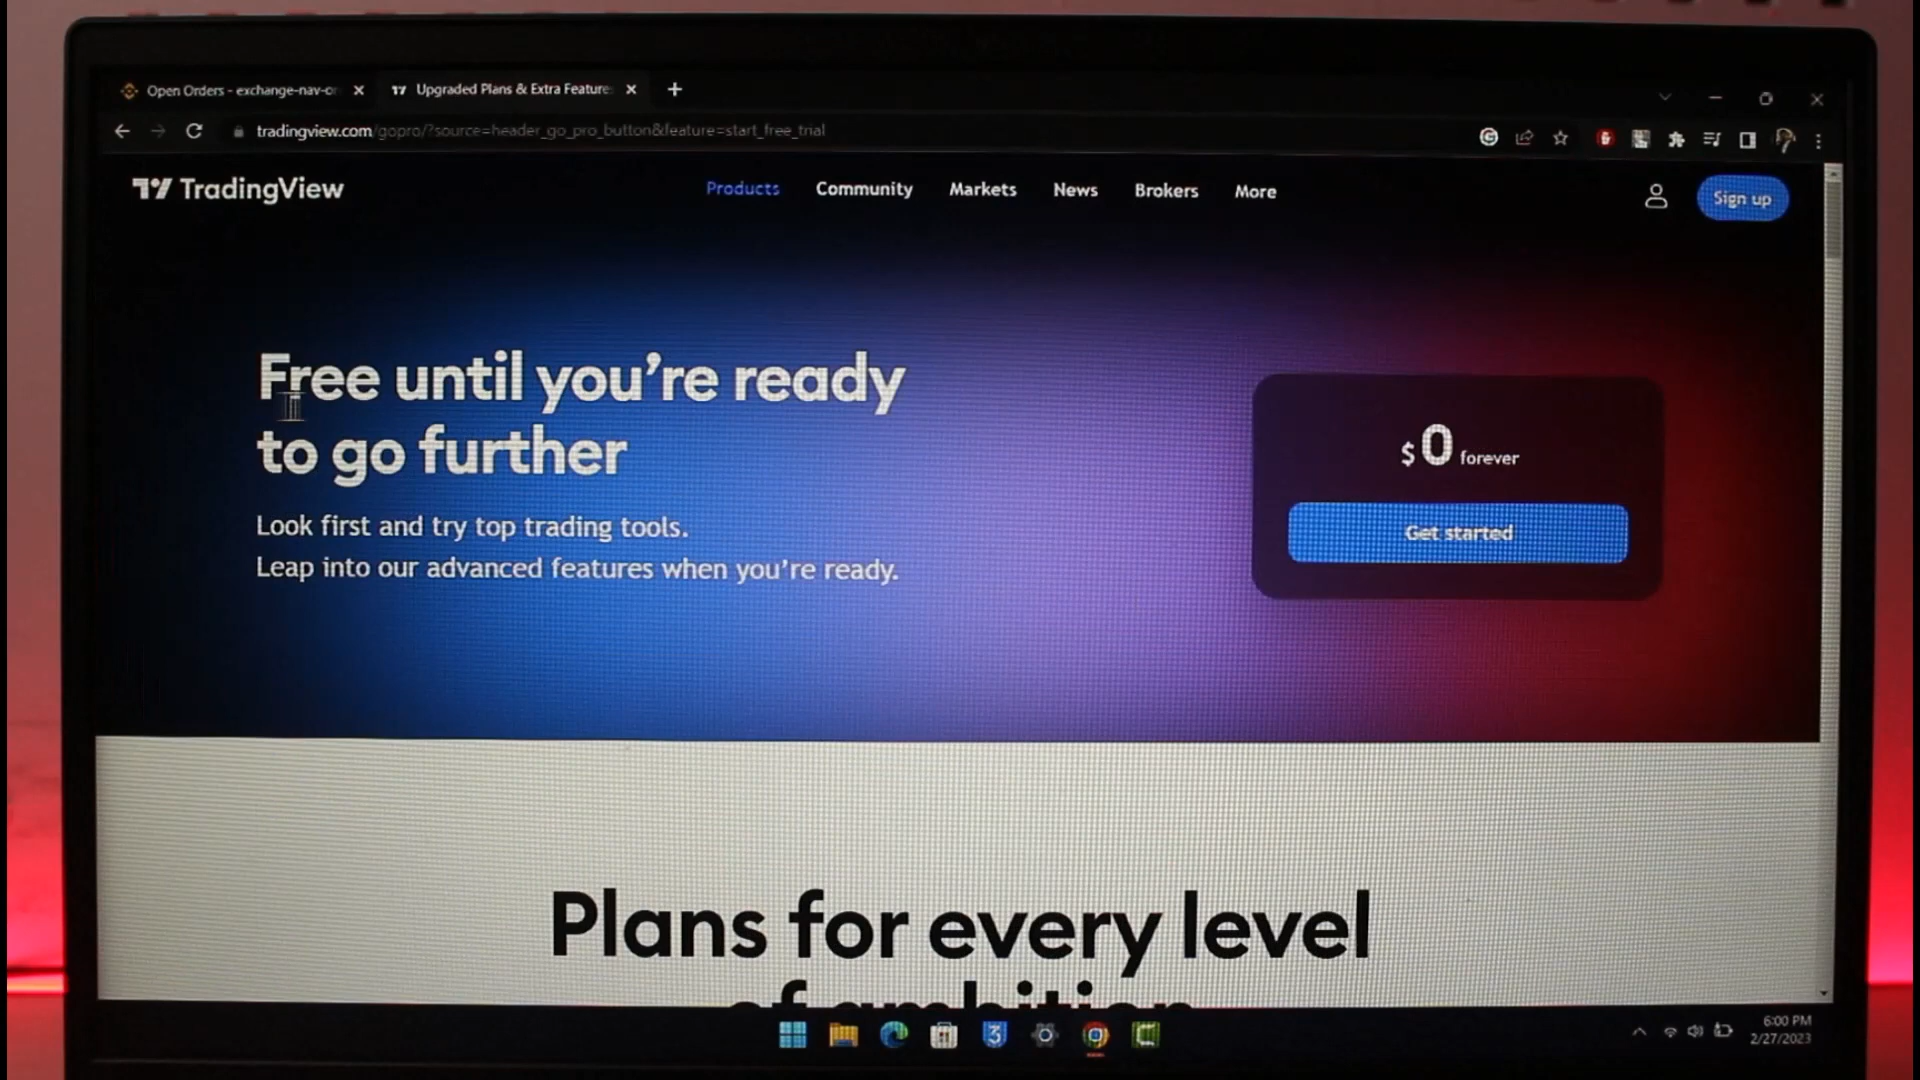 Open Orders - exchange-nav-or
Upgraded Plans & Extra Feature
tradingview.com/gopro/?source=header_go_pro_button&feature=start_free_trial
TradingView
Products
Community
Markets
News
Brokers
More
Sign up
Free until you're ready
to go further
Look first and try top trading tools.
Leap into our advanced features when you're ready.
$0 forever
Get started
Plans for every level
of ambition
6:00 PM
2/27/2023